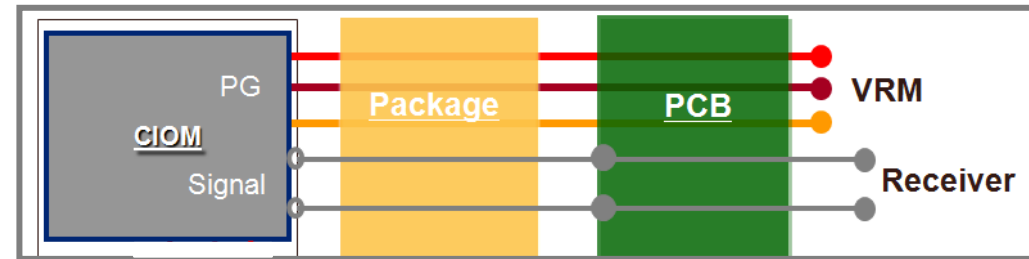 PG
CIOM
Signal
Package
PCB
VRM
Receiver